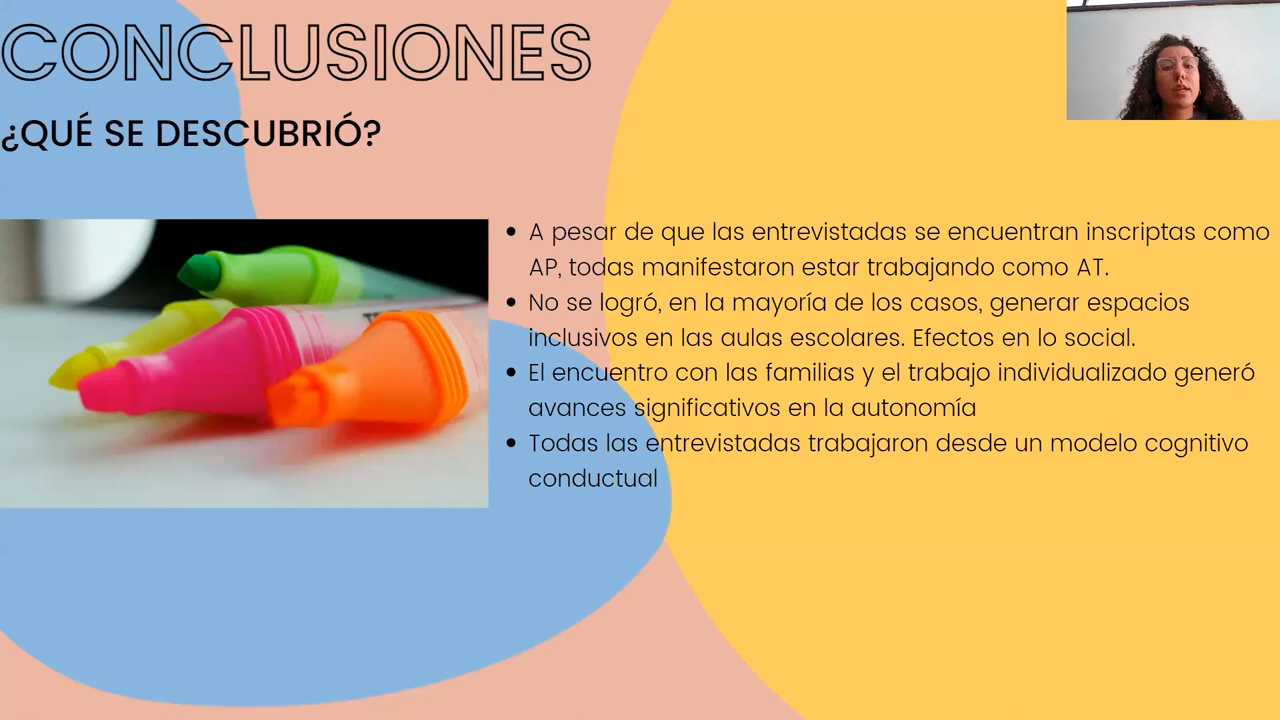 CONCLUSIONES
¿QUÉ SE DESCUBRIÓ?
• A pesar de que las entrevistadas se encuentran inscriptas como
AP, todas manifestaron estar trabajando como AT.
• No se logró, en la mayoría de los casos, generar espacios
inclusivos en las aulas escolares. Efectos en lo social.
• El encuentro con las familias y el trabajo individualizado generó
avances significativos en la autonomía
• Todas las entrevistadas trabajaron desde un modelo cognitivo
conductual